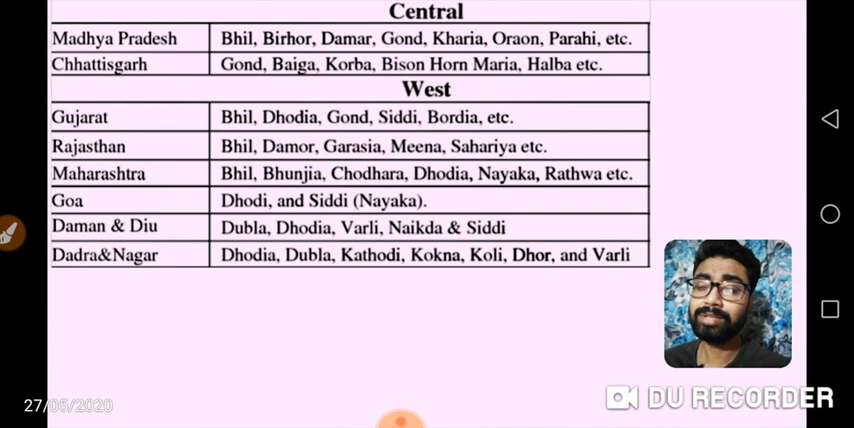 Central
Madhya Pradesh Bhil, Birhor, Damar, Gond, Kharia, Oraon, Parahi, etc.
Chhattisgarh Gond, Baiga, Korba, Bison Horn Maria, Halba etc.
West
Gujarat Bhil, Dhodia, Gond, Siddi, Bordia, etc.
Rajasthan Bhil, Damor, Garasia, Meena, Sahariya etc.
Maharashtra Bhil, Bhunjia, Chodhara, Dhodia, Nayaka, Rathwa etc.
Goa Dhodi, and Siddi (Nayaka).
Daman & Diu Dubla, Dhodia, Varli, Naikda & Siddi
Dadra&Nagar Dhodia, Dubla, Kathodi, Kokna, Koli, Dhor, and Varli
27/05/2020 DU RECORDER